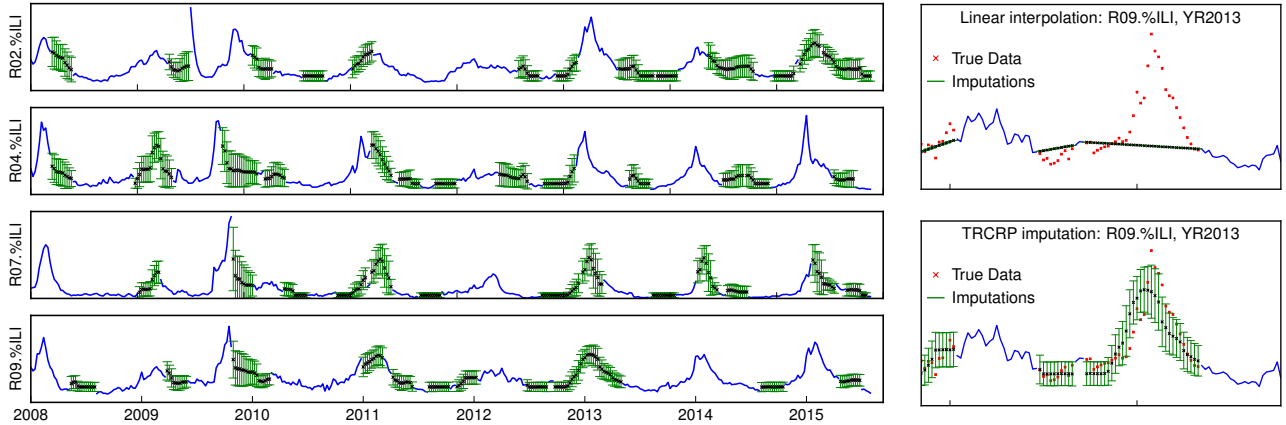 R02.%ILI
R04.%ILI
R07.%ILI
R09.%ILI
2008 2009 2010 2011 2012 2013 2014 2015
Linear interpolation: R09.%ILI, YR2013
True Data
Imputations
TRCRP imputation: R09.%ILI, YR2013
True Data
Imputations